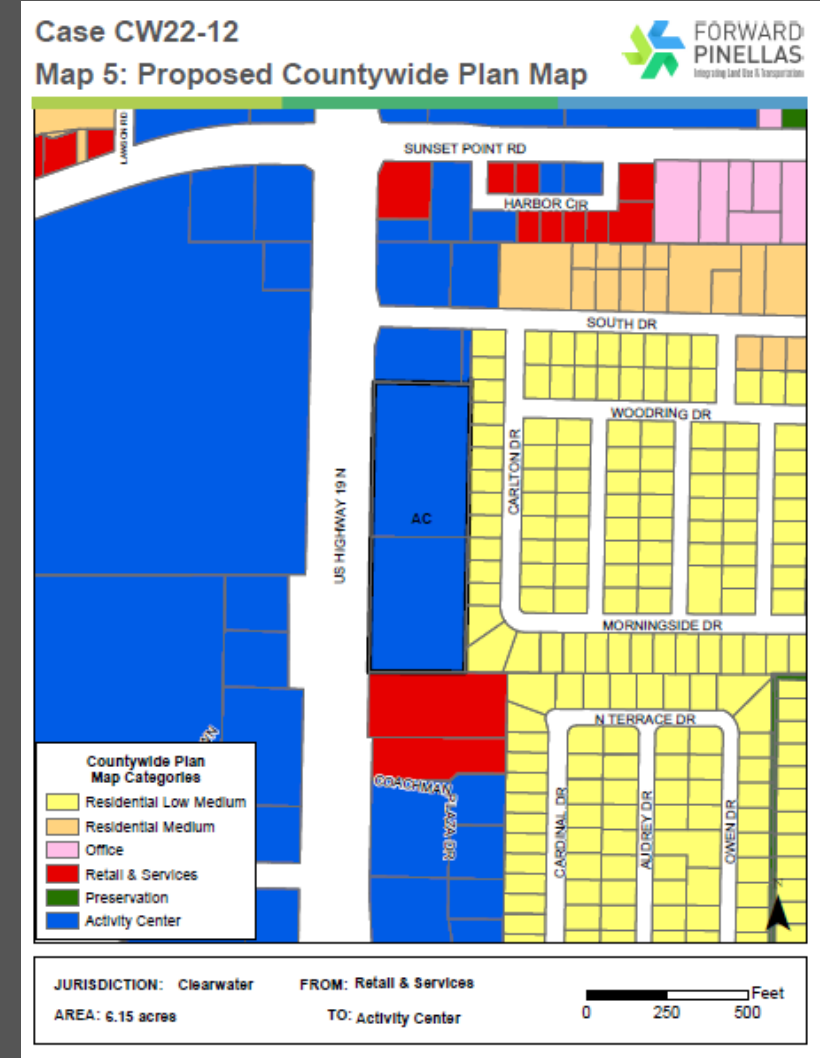 Case CW22-12
Map 5: Proposed Countywide Plan Map
FORWARD
PINELLAS
Integrating Land Use & Transportation
LAWSON RD
SUNSET POINT RD
HARBOR CIR
SOUTH DR
WOODRING DR
CARLTON DR
US HIGHWAY 19 N
AC
MORNINGSIDE DR
N TERRACE DR
COACHMAN
PLAZA DR
CARDINAL DR
AUDREY DR
OWEN DR
Countywide Plan
Map Categories
Residential Low Medium
Residential Medium
Office
Retail & Services
Preservation
Activity Center
JURISDICTION: Clearwater
FROM: Retail & Services
AREA: 6.15 acres
TO: Activity Center
Feet
0 250 500